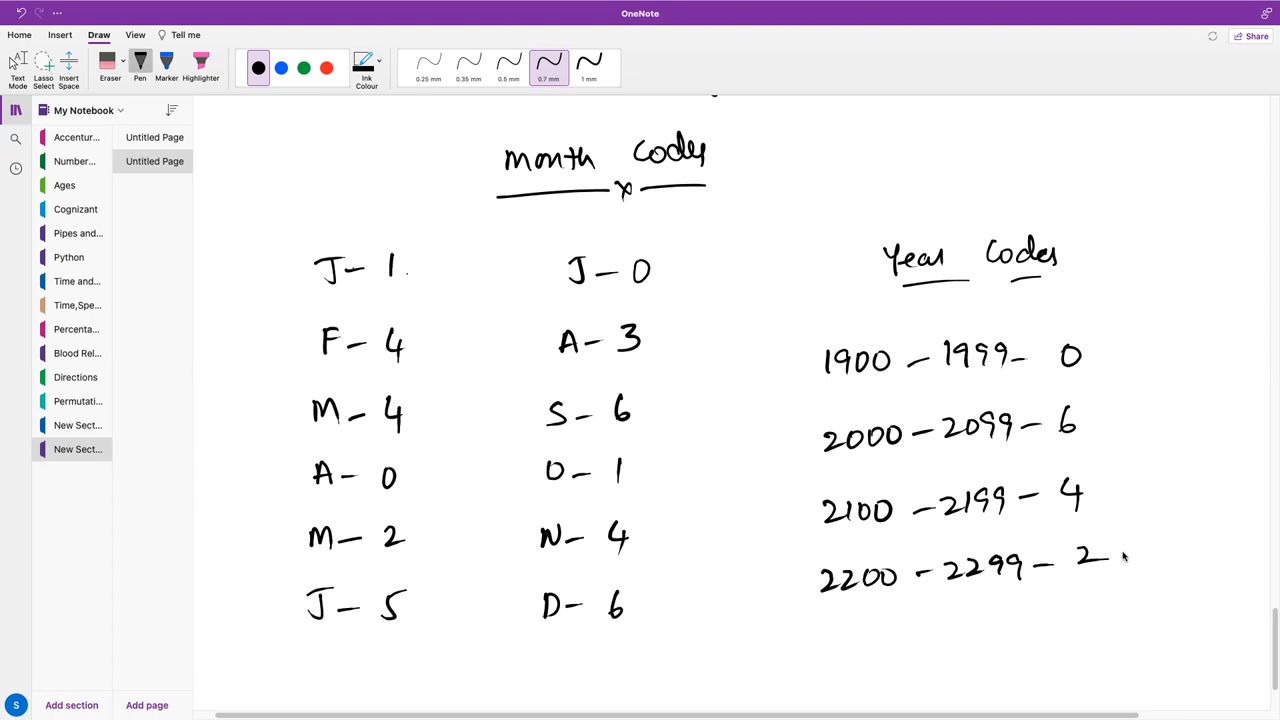 OneNote
Home Insert Draw View Tell me
Share
Text Mode
Lasso Select
Insert Space
Eraser
Pen
Marker
Highlighter
Ink Colour
0.25 mm
0.35 mm
0.5 mm
0.7 mm
1 mm
My Notebook
Accentur...
Number...
Ages
Cognizant
Pipes and...
Python
Time and...
Time,Spe...
Percenta...
Blood Rel...
Directions
Permutati...
New Sect...
New Sect...
Untitled Page
Untitled Page
Month Codes
J - 1
F - 4
M - 4
A - 0
M - 2
J - 5
J - 0
A - 3
S - 6
O - 1
N - 4
D - 6
Year Codes
1900 - 1999 - 0
2000 - 2099 - 6
2100 - 2199 - 4
2200 - 2299 - 2
S
Add section
Add page